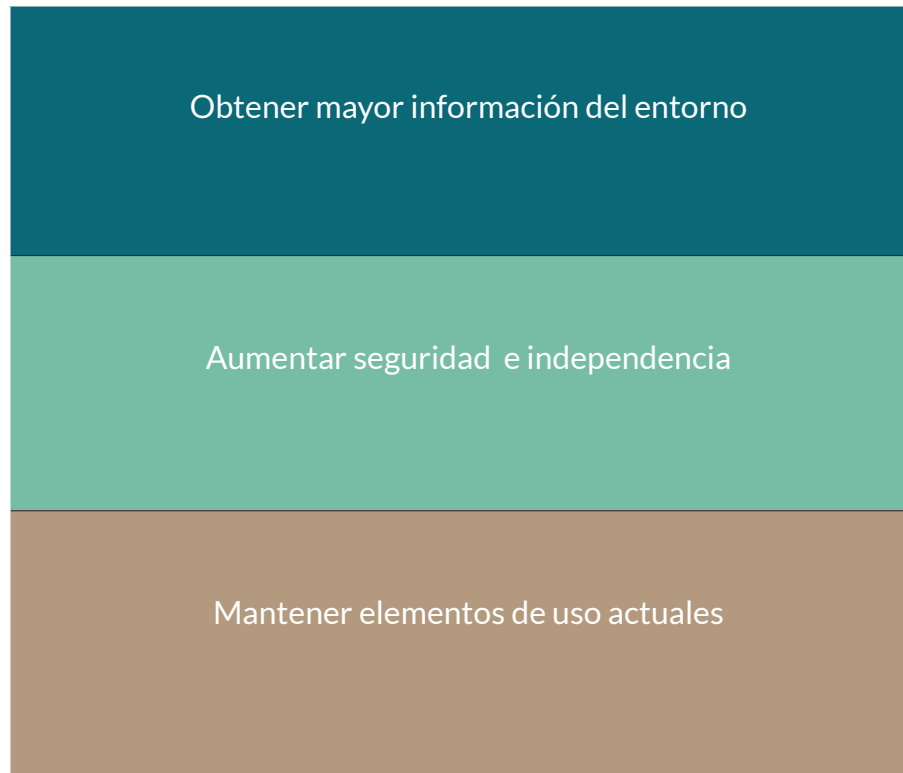 Obtener mayor información del entorno
Aumentar seguridad  e independencia
Mantener elementos de uso actuales